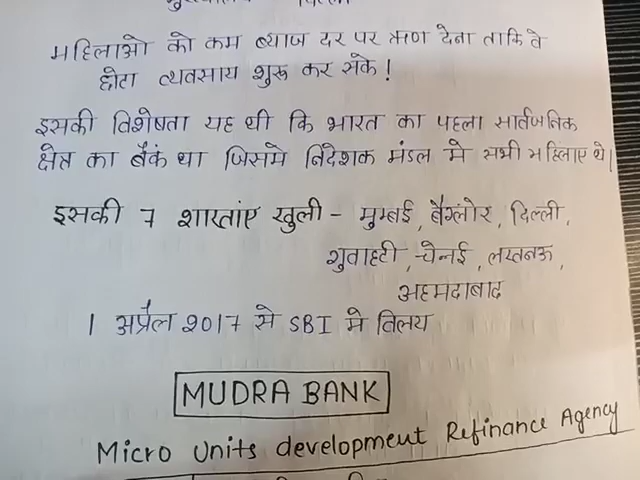 महिलाओ को कम ब्याज दर पर ऋण देना ताकि वे
छोटा व्यवसाय शुरू कर सके!
इसकी विशेषता यह थी कि भारत का पहला सार्वजनिक
क्षेत्र का बैंक था जिसमे निदेशक मंडल मे सभी महिलाए थे|
इसकी 7 शाखांए खुली - मुम्बई, बैंग्लोर, दिल्ली,
गुवाहटी, चेनई, लखनऊ,
अहमदाबाद
1 अप्रैल 2017 से SBI मे विलय
MUDRA BANK
Micro Units development Refinance Agency